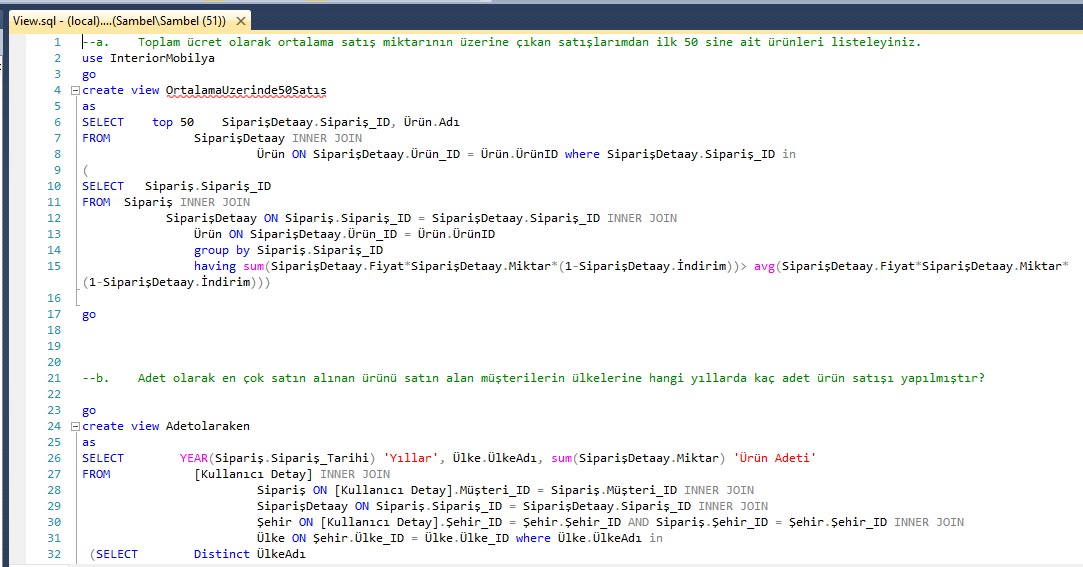 View.sql - (local)....(Sambel\Sambel (51))
1 --a. Toplam ücret olarak ortalama satış miktarının üzerine çıkan satışlarımdan ilk 50 sine ait ürünleri listeleyiniz.
2 use InteriorMobilya
3 go
4 create view OrtalamaUzerinde50Satıs
5 as
6 SELECT top 50 SiparişDetaay.Sipariş_ID, Ürün.Adı
7 FROM SiparişDetaay INNER JOIN
8 Ürün ON SiparişDetaay.Ürün_ID = Ürün.ÜrünID where SiparişDetaay.Sipariş_ID in
9 (
10 SELECT Sipariş.Sipariş_ID
11 FROM Sipariş INNER JOIN
12 SiparişDetaay ON Sipariş.Sipariş_ID = SiparişDetaay.Sipariş_ID INNER JOIN
13 Ürün ON SiparişDetaay.Ürün_ID = Ürün.ÜrünID
14 group by Sipariş.Sipariş_ID
15 having sum(SiparişDetaay.Fiyat*SiparişDetaay.Miktar*(1-SiparişDetaay.İndirim))> avg(SiparişDetaay.Fiyat*SiparişDetaay.Miktar*
(1-SiparişDetaay.İndirim)))
16
17 go
18
19
20
21 --b. Adet olarak en çok satın alınan ürünü satın alan müşterilerin ülkelerine hangi yıllarda kaç adet ürün satışı yapılmıştır?
22
23 go
24 create view Adetolaraken
25 as
26 SELECT YEAR(Sipariş.Sipariş_Tarihi) 'Yıllar', Ülke.ÜlkeAdı, sum(SiparişDetaay.Miktar) 'Ürün Adeti'
27 FROM [Kullanıcı Detay] INNER JOIN
28 Sipariş ON [Kullanıcı Detay].Müşteri_ID = Sipariş.Müşteri_ID INNER JOIN
29 SiparişDetaay ON Sipariş.Sipariş_ID = SiparişDetaay.Sipariş_ID INNER JOIN
30 Şehir ON [Kullanıcı Detay].Şehir_ID = Şehir.Şehir_ID AND Sipariş.Şehir_ID = Şehir.Şehir_ID INNER JOIN
31 Ülke ON Şehir.Ülke_ID = Ülke.Ülke_ID where Ülke.ÜlkeAdı in
32 (SELECT Distinct ÜlkeAdı